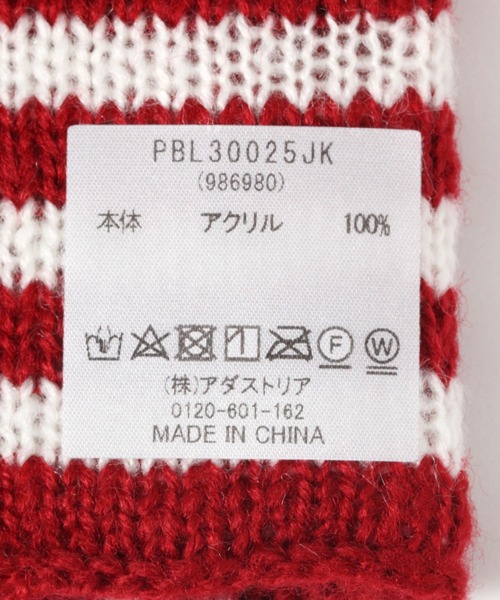 PBL30025JK
(986980)
本体 アクリル 100%
F W
(株)アダストリア
0120-601-162
MADE IN CHINA